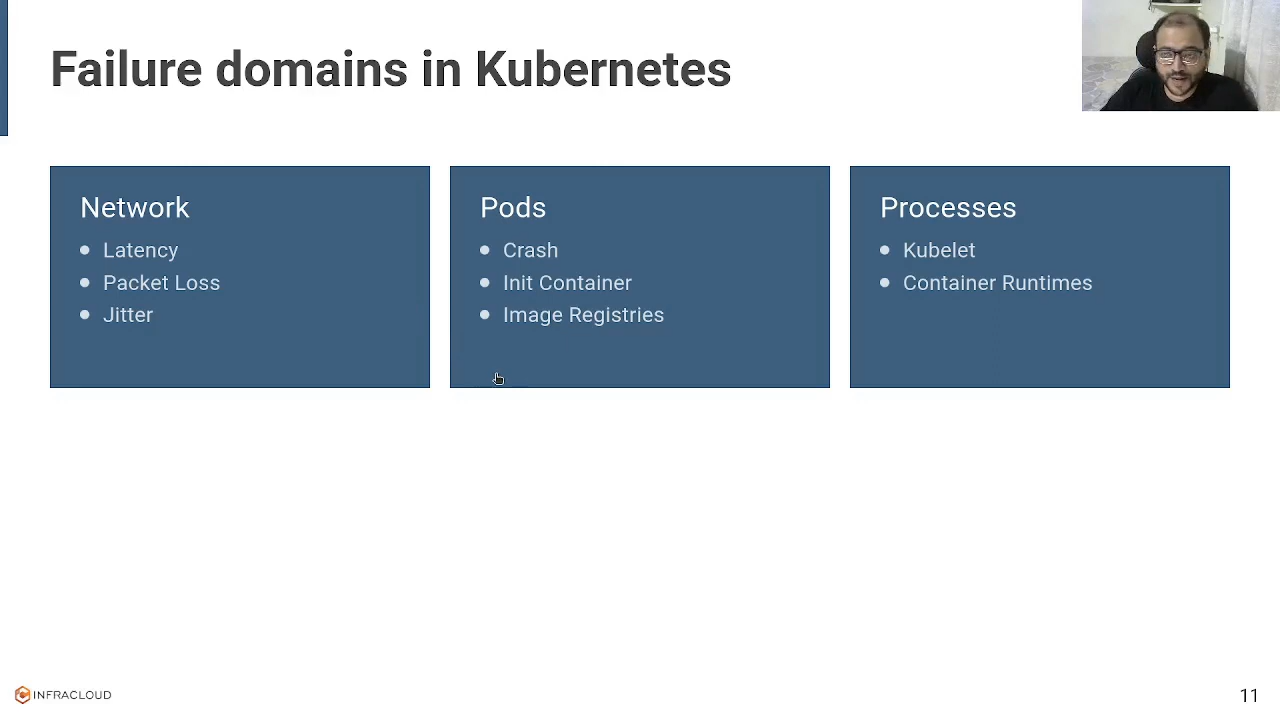 Failure domains in Kubernetes
Network
Latency
Packet Loss
Jitter
Pods
Crash
Init Container
Image Registries
Processes
Kubelet
Container Runtimes
INFRACLOUD
11